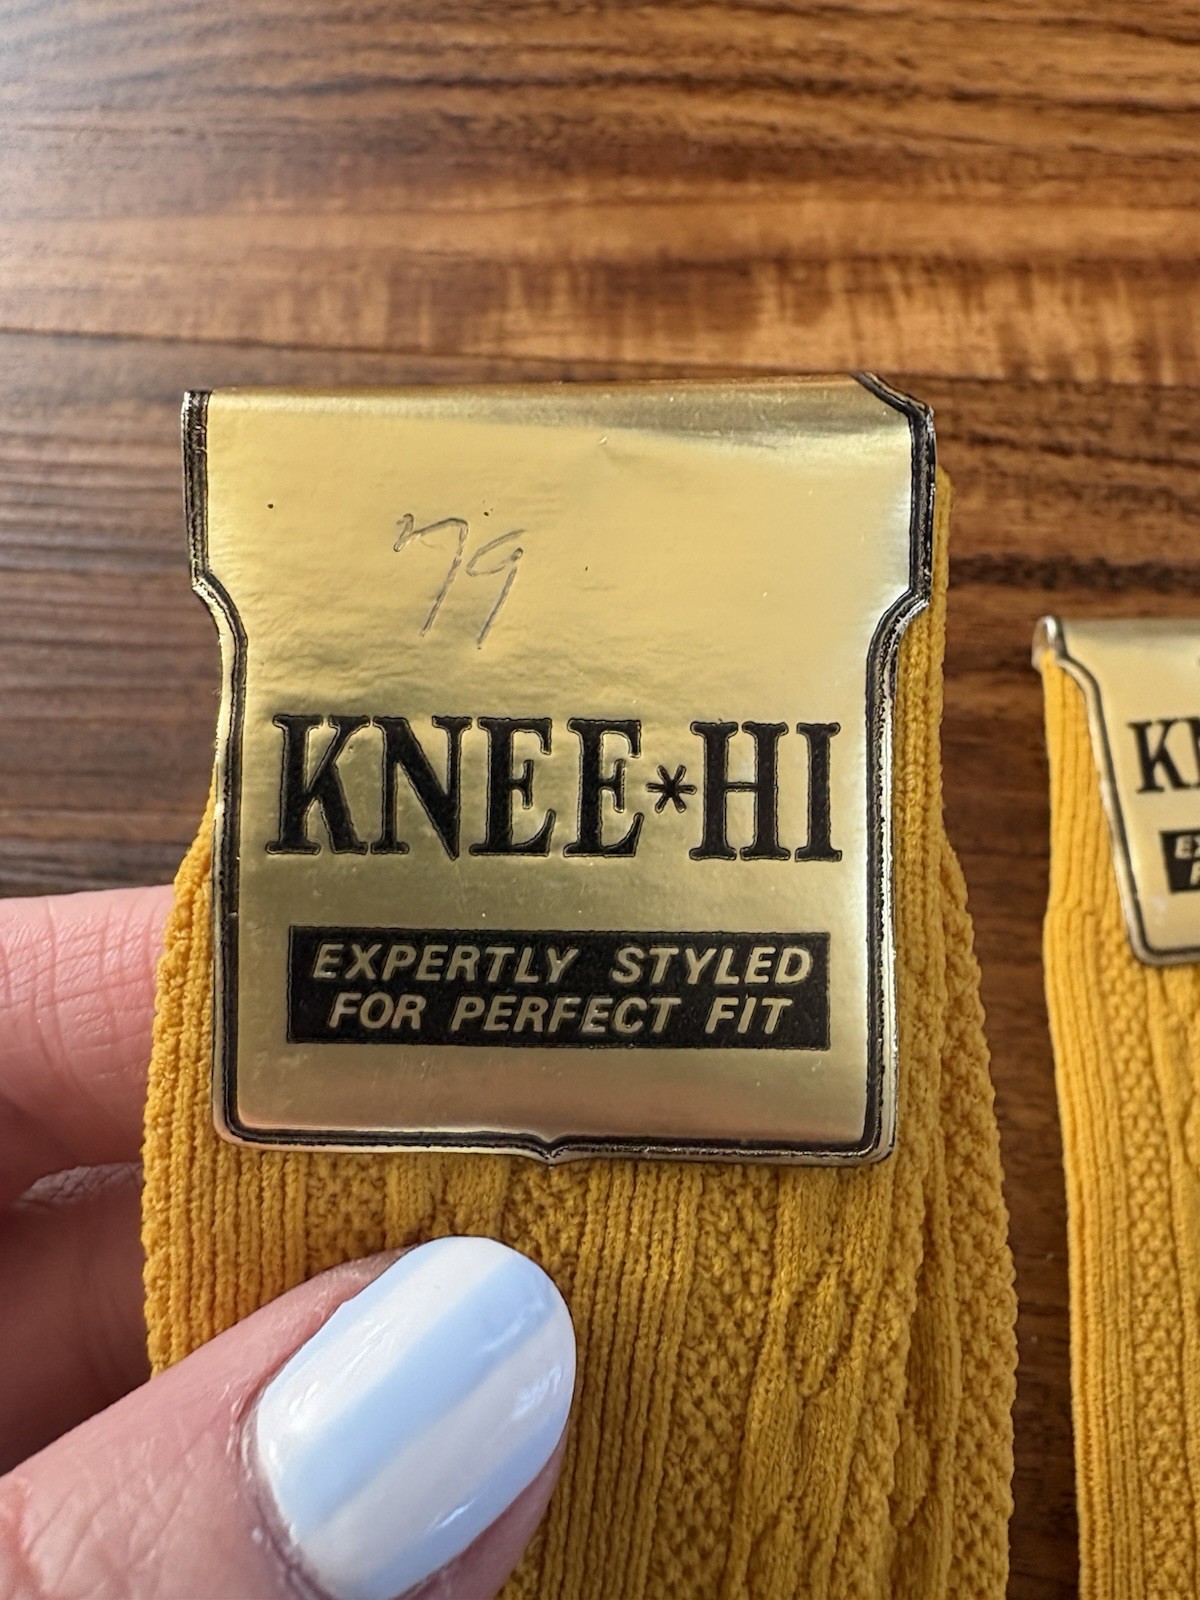 79
KNEE*HI
EXPERTLY STYLED
FOR PERFECT FIT